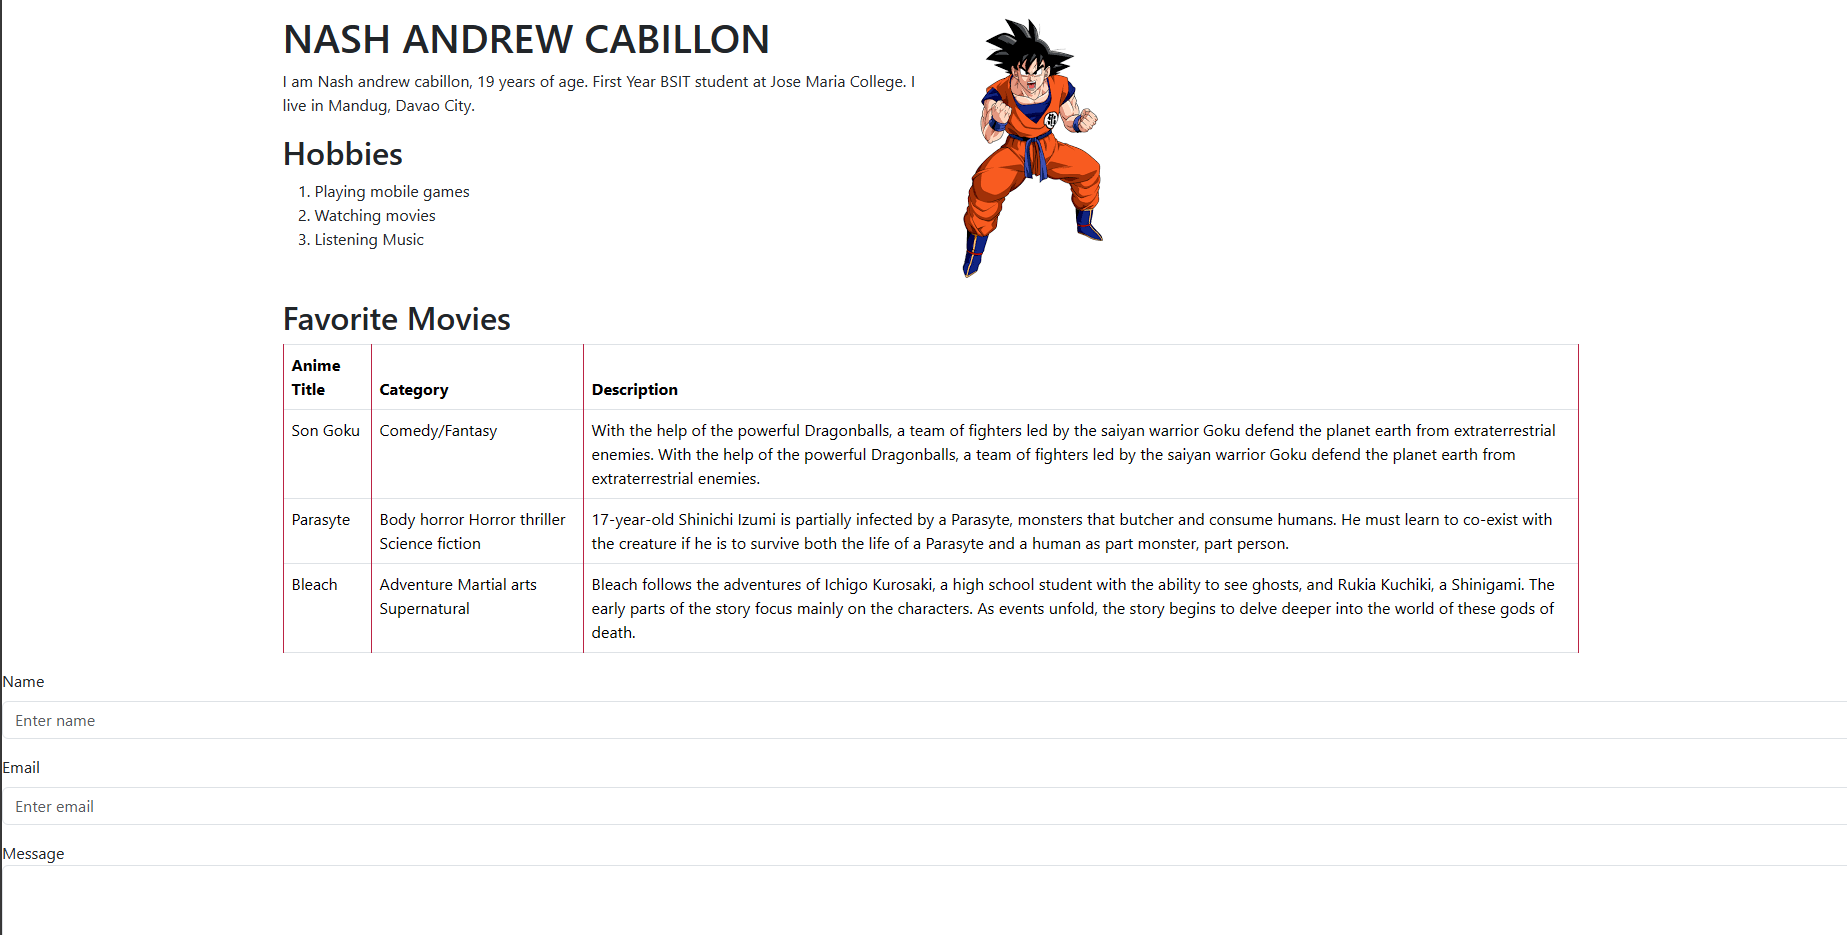 NASH ANDREW CABILLON
I am Nash andrew cabillon, 19 years of age. First Year BSIT student at Jose Maria College. I
live in Mandug, Davao City.
Hobbies
1. Playing mobile games
2. Watching movies
3. Listening Music
Favorite Movies
Anime
Title
Category
Description
Son Goku
Comedy/Fantasy
With the help of the powerful Dragonballs, a team of fighters led by the saiyan warrior Goku defend the planet earth from extraterrestrial
enemies. With the help of the powerful Dragonballs, a team of fighters led by the saiyan warrior Goku defend the planet earth from
extraterrestrial enemies.
Parasyte
Body horror Horror thriller
Science fiction
17-year-old Shinichi Izumi is partially infected by a Parasyte, monsters that butcher and consume humans. He must learn to co-exist with
the creature if he is to survive both the life of a Parasyte and a human as part monster, part person.
Bleach
Adventure Martial arts
Supernatural
Bleach follows the adventures of Ichigo Kurosaki, a high school student with the ability to see ghosts, and Rukia Kuchiki, a Shinigami. The
early parts of the story focus mainly on the characters. As events unfold, the story begins to delve deeper into the world of these gods of
death.
Name
Enter name
Email
Enter email
Message